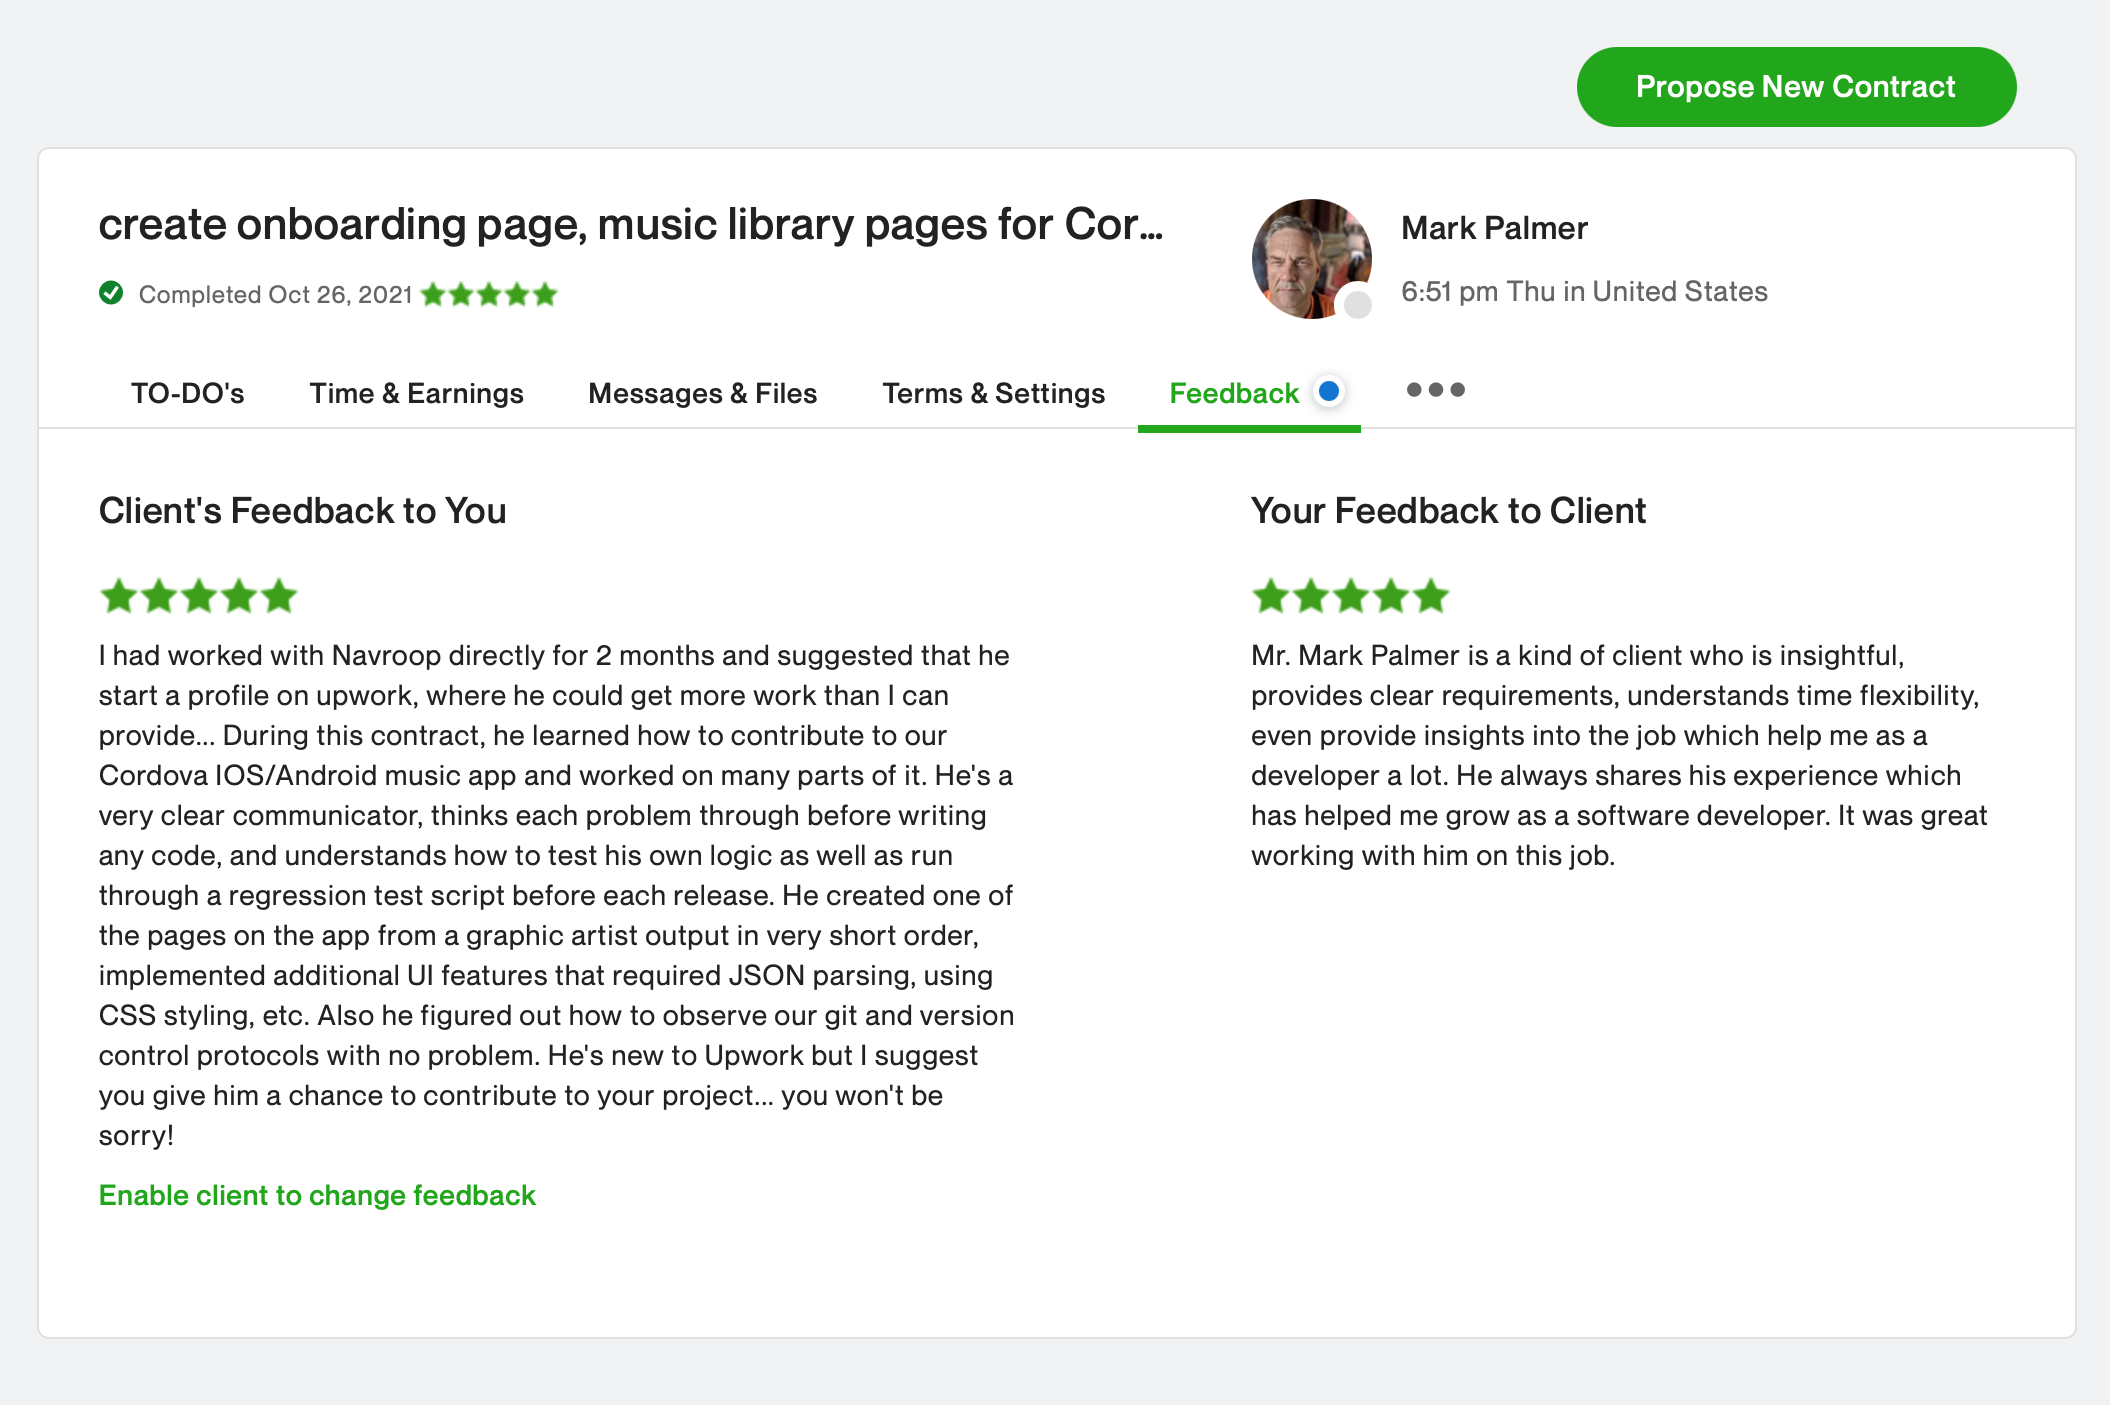 Propose New Contract
create onboarding page, music library pages for Cor...
Completed Oct 26, 2021
Mark Palmer
6:51 pm Thu in United States
TO-DO's
Time & Earnings
Messages & Files
Terms & Settings
Feedback
Client's Feedback to You
I had worked with Navroop directly for 2 months and suggested that he
start a profile on upwork, where he could get more work than I can
provide... During this contract, he learned how to contribute to our
Cordova IOS/Android music app and worked on many parts of it. He's a
very clear communicator, thinks each problem through before writing
any code, and understands how to test his own logic as well as run
through a regression test script before each release. He created one of
the pages on the app from a graphic artist output in very short order,
implemented additional UI features that required JSON parsing, using
CSS styling, etc. Also he figured out how to observe our git and version
control protocols with no problem. He's new to Upwork but I suggest
you give him a chance to contribute to your project... you won't be
sorry!
Enable client to change feedback
Your Feedback to Client
Mr. Mark Palmer is a kind of client who is insightful,
provides clear requirements, understands time flexibility,
even provide insights into the job which help me as a
developer a lot. He always shares his experience which
has helped me grow as a software developer. It was great
working with him on this job.